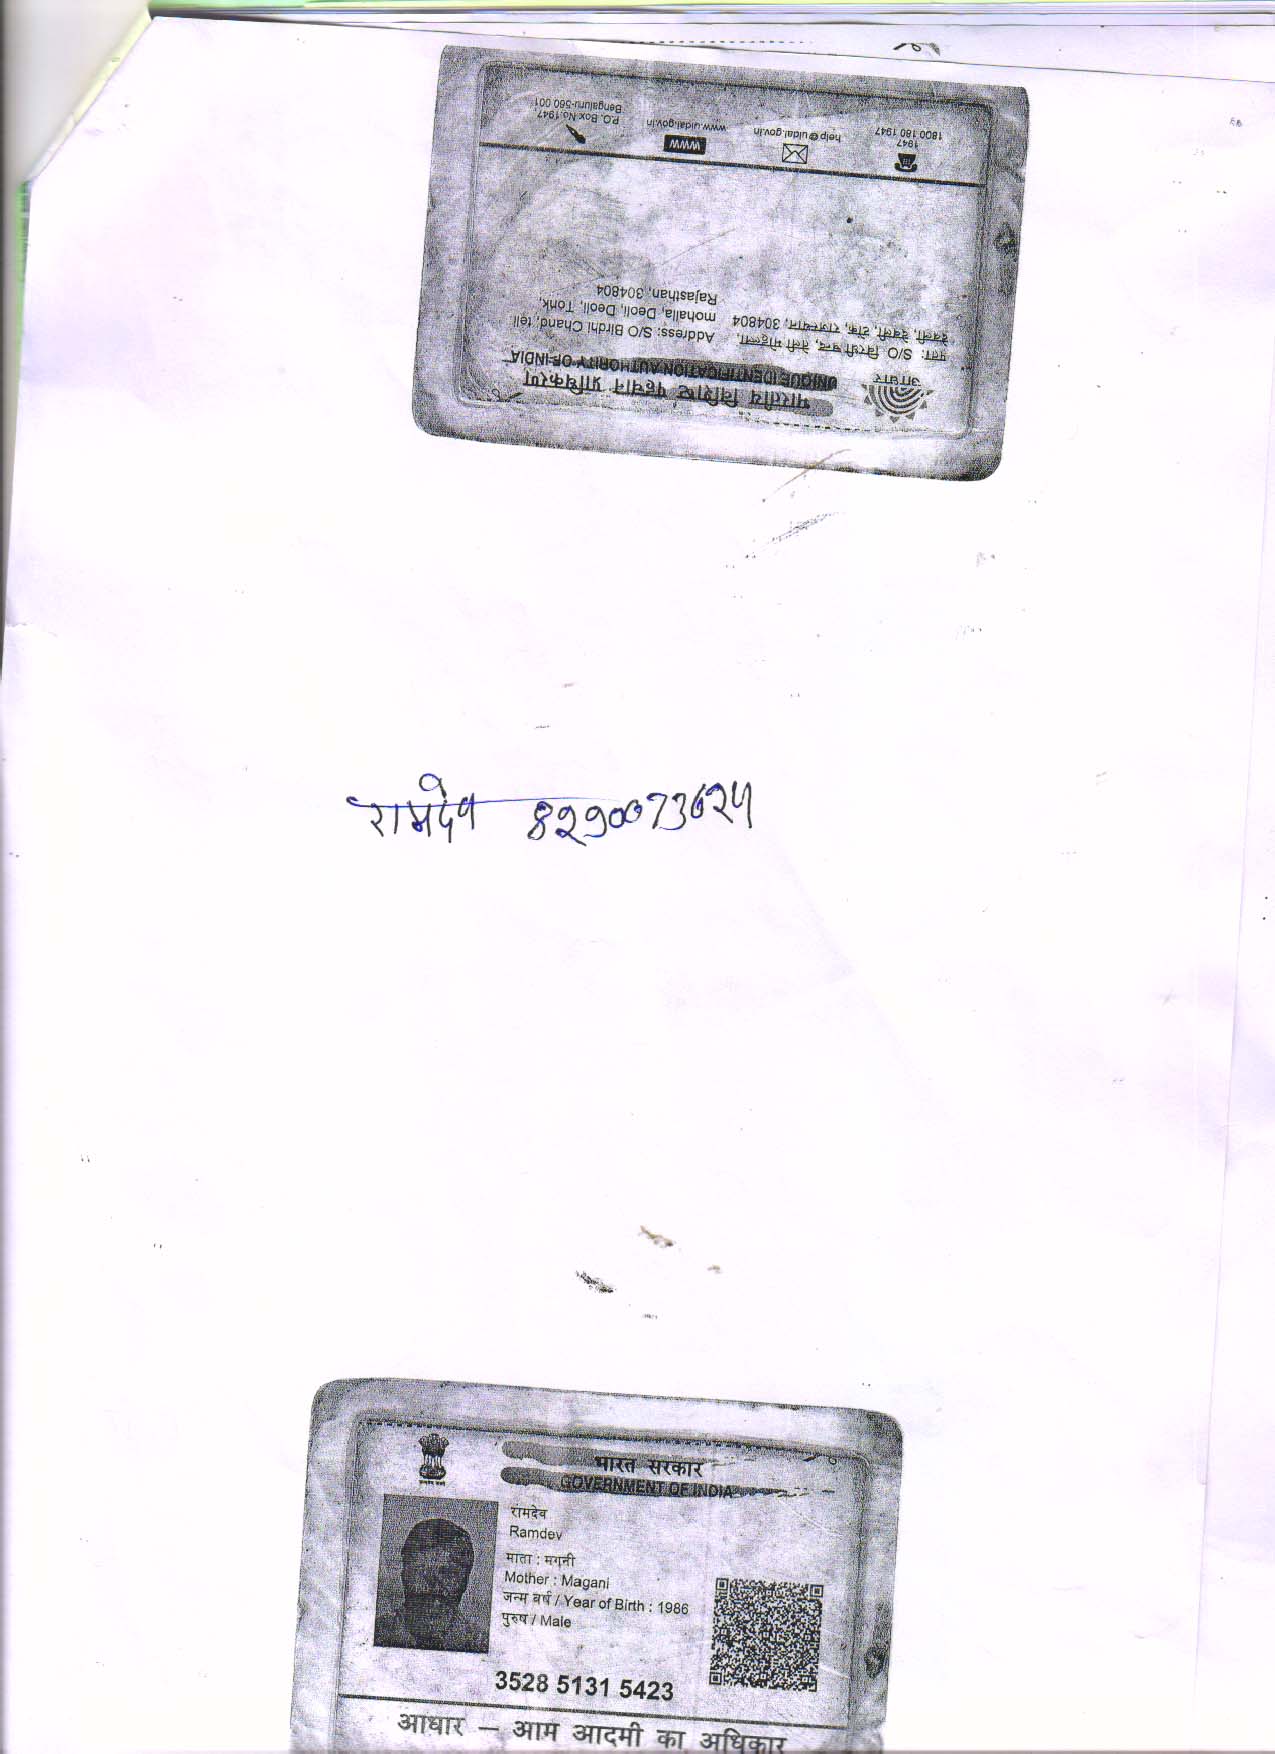 भारतीय विशिष्ट पहचान प्राधिकरण
UNIQUE IDENTIFICATION AUTHORITY OF INDIA
आधार
पता: S/O बिरधी चन्द, तेली मोहल्ला,
देवली, देवली, टोंक, राजस्थान, 304804
Address: S/O Birdhi Chand, teli
mohalla, Deoli, Deoli, Tonk,
Rajasthan, 304804
1947
1800 180 1947
help@uidai.gov.in
WWW
www.uidai.gov.in
P.O. Box No.1947,
Bengaluru-560 001
रामदेव 8290073624
भारत सरकार
GOVERNMENT OF INDIA
रामदेव
Ramdev
माता : मगनी
Mother : Magani
जन्म वर्ष / Year of Birth : 1986
पुरुष / Male
3528 5131 5423
आधार – आम आदमी का अधिकार